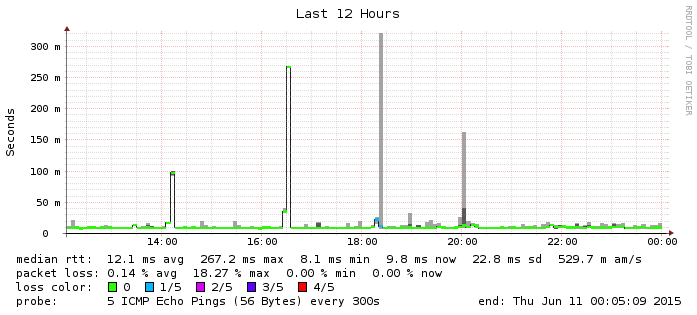 Last 12 Hours
RRDTOOL / TOBI OETIKER
Seconds
300 m
250 m
200 m
150 m
100 m
50 m
0
14:00 16:00 18:00 20:00 22:00 00:00
median rtt: 12.1 ms avg 267.2 ms max 8.1 ms min 9.8 ms now 22.8 ms sd 529.7 m am/s
packet loss: 0.14 % avg 18.27 % max 0.00 % min 0.00 % now
loss color: 0 1/5 2/5 3/5 4/5
probe: 5 ICMP Echo Pings (56 Bytes) every 300s end: Thu Jun 11 00:05:09 2015